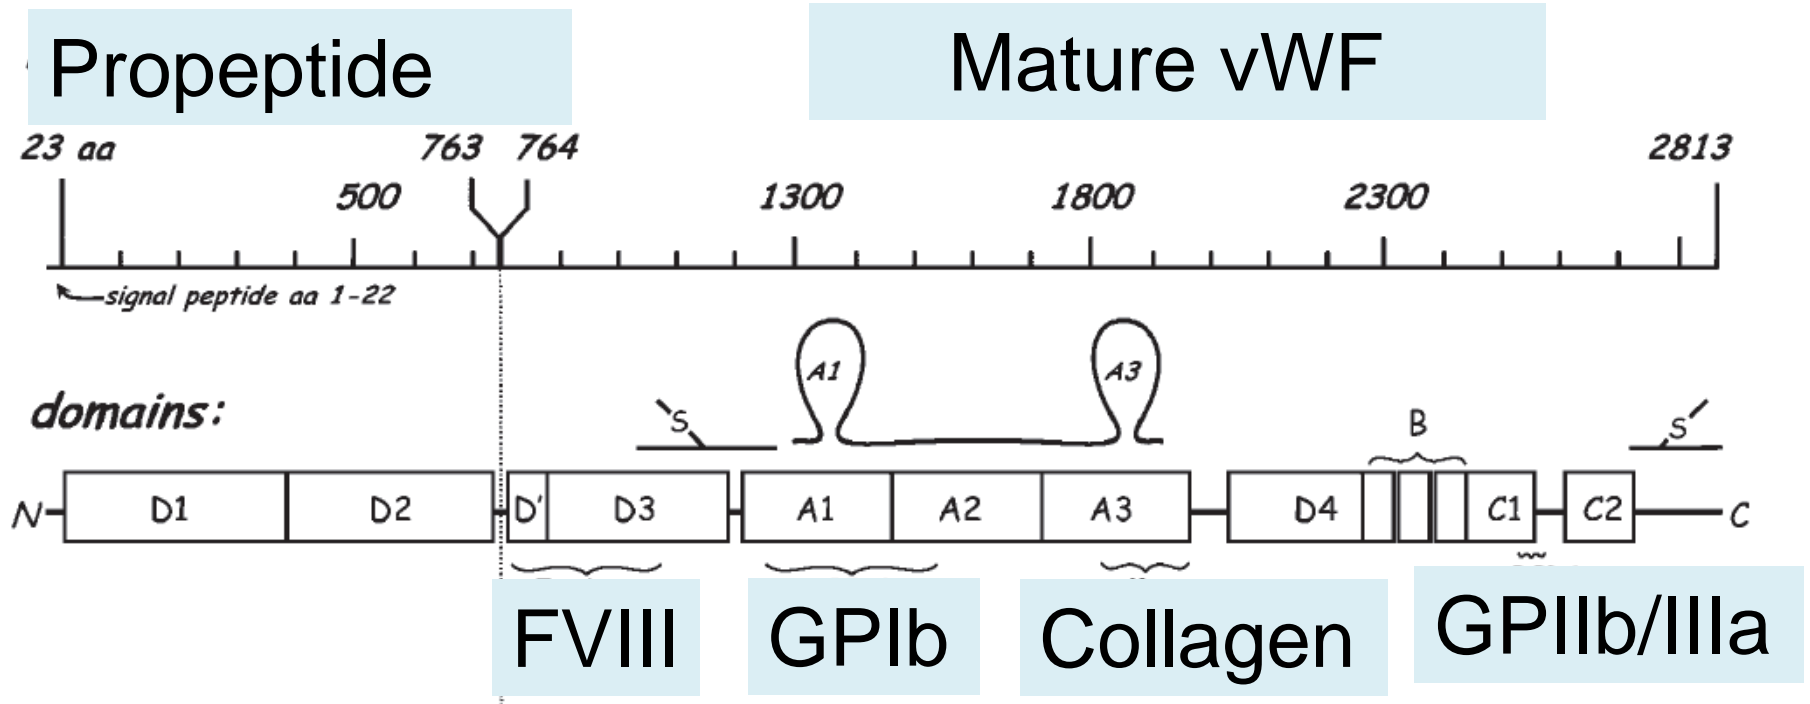 Propeptide Mature vWF
23 aa 763 764 2813
500 1300 1800 2300
signal peptide aa 1-22
A1 A3
domains: S B S
N D1 D2 D' D3 A1 A2 A3 D4 C1 C2 C
FVIII GPIb Collagen GPIIb/IIIa